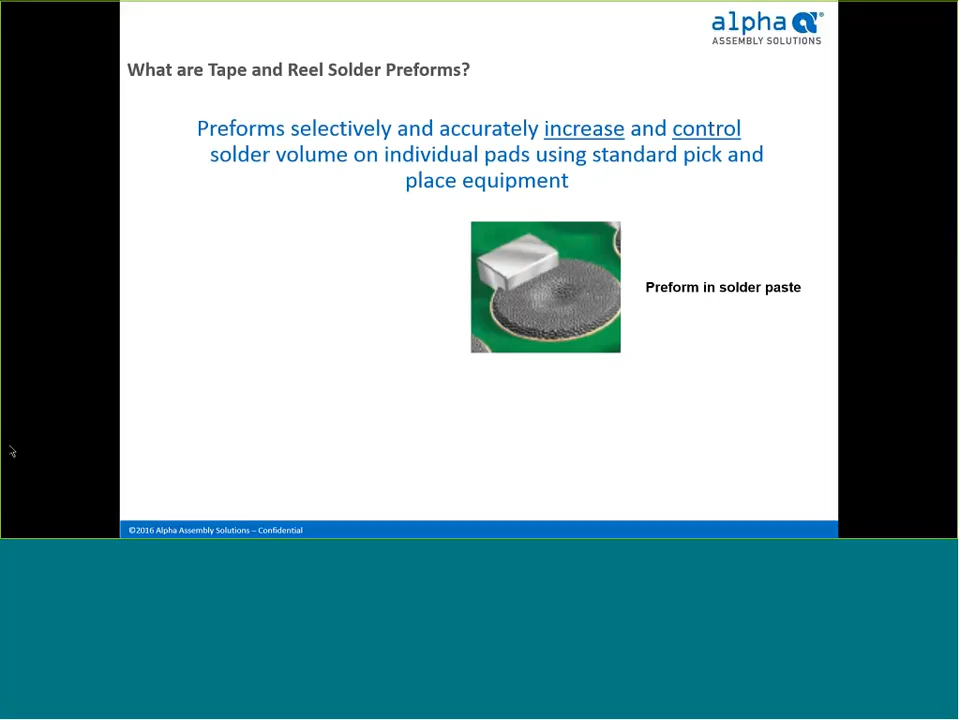 alpha
ASSEMBLY SOLUTIONS
What are Tape and Reel Solder Preforms?
Preforms selectively and accurately increase and control
solder volume on individual pads using standard pick and
place equipment
Preform in solder paste
©2016 Alpha Assembly Solutions – Confidential